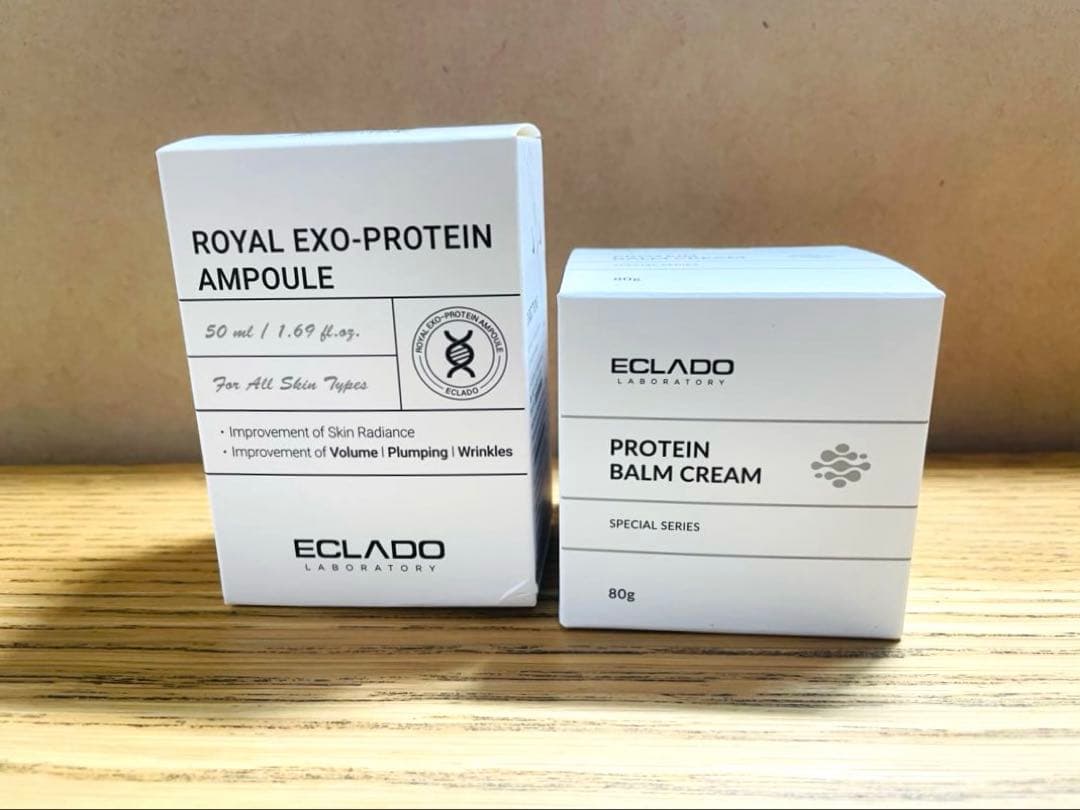 ROYAL EXO-PROTEIN
AMPOULE
50 ml / 1.69 fl.oz.
For All Skin Types
ROYAL EXO-PROTEIN AMPOULE
ECLADO
• Improvement of Skin Radiance
• Improvement of Volume | Plumping | Wrinkles
ECLADO
LABORATORY
SPECIAL SERIES
80g
ECLADO
LABORATORY
PROTEIN
BALM CREAM
SPECIAL SERIES
80g